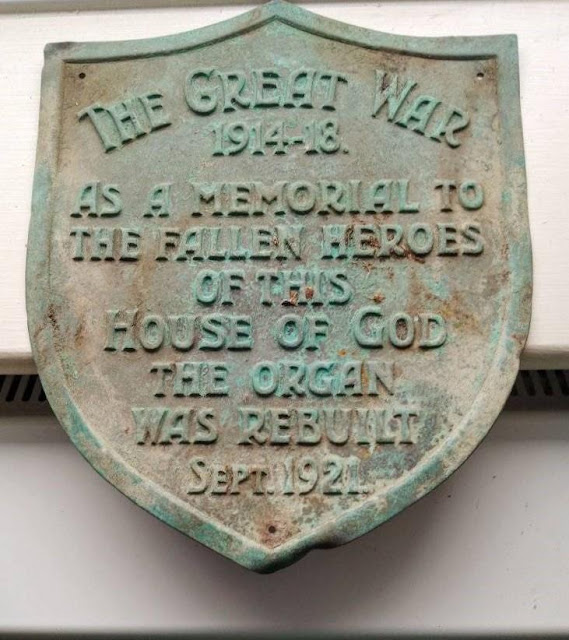 THE GREAT WAR
1914-18.
AS A MEMORIAL TO
THE FALLEN HEROES
OF THIS
HOUSE OF GOD
THE ORGAN
WAS REBUILT
SEPT. 1921.